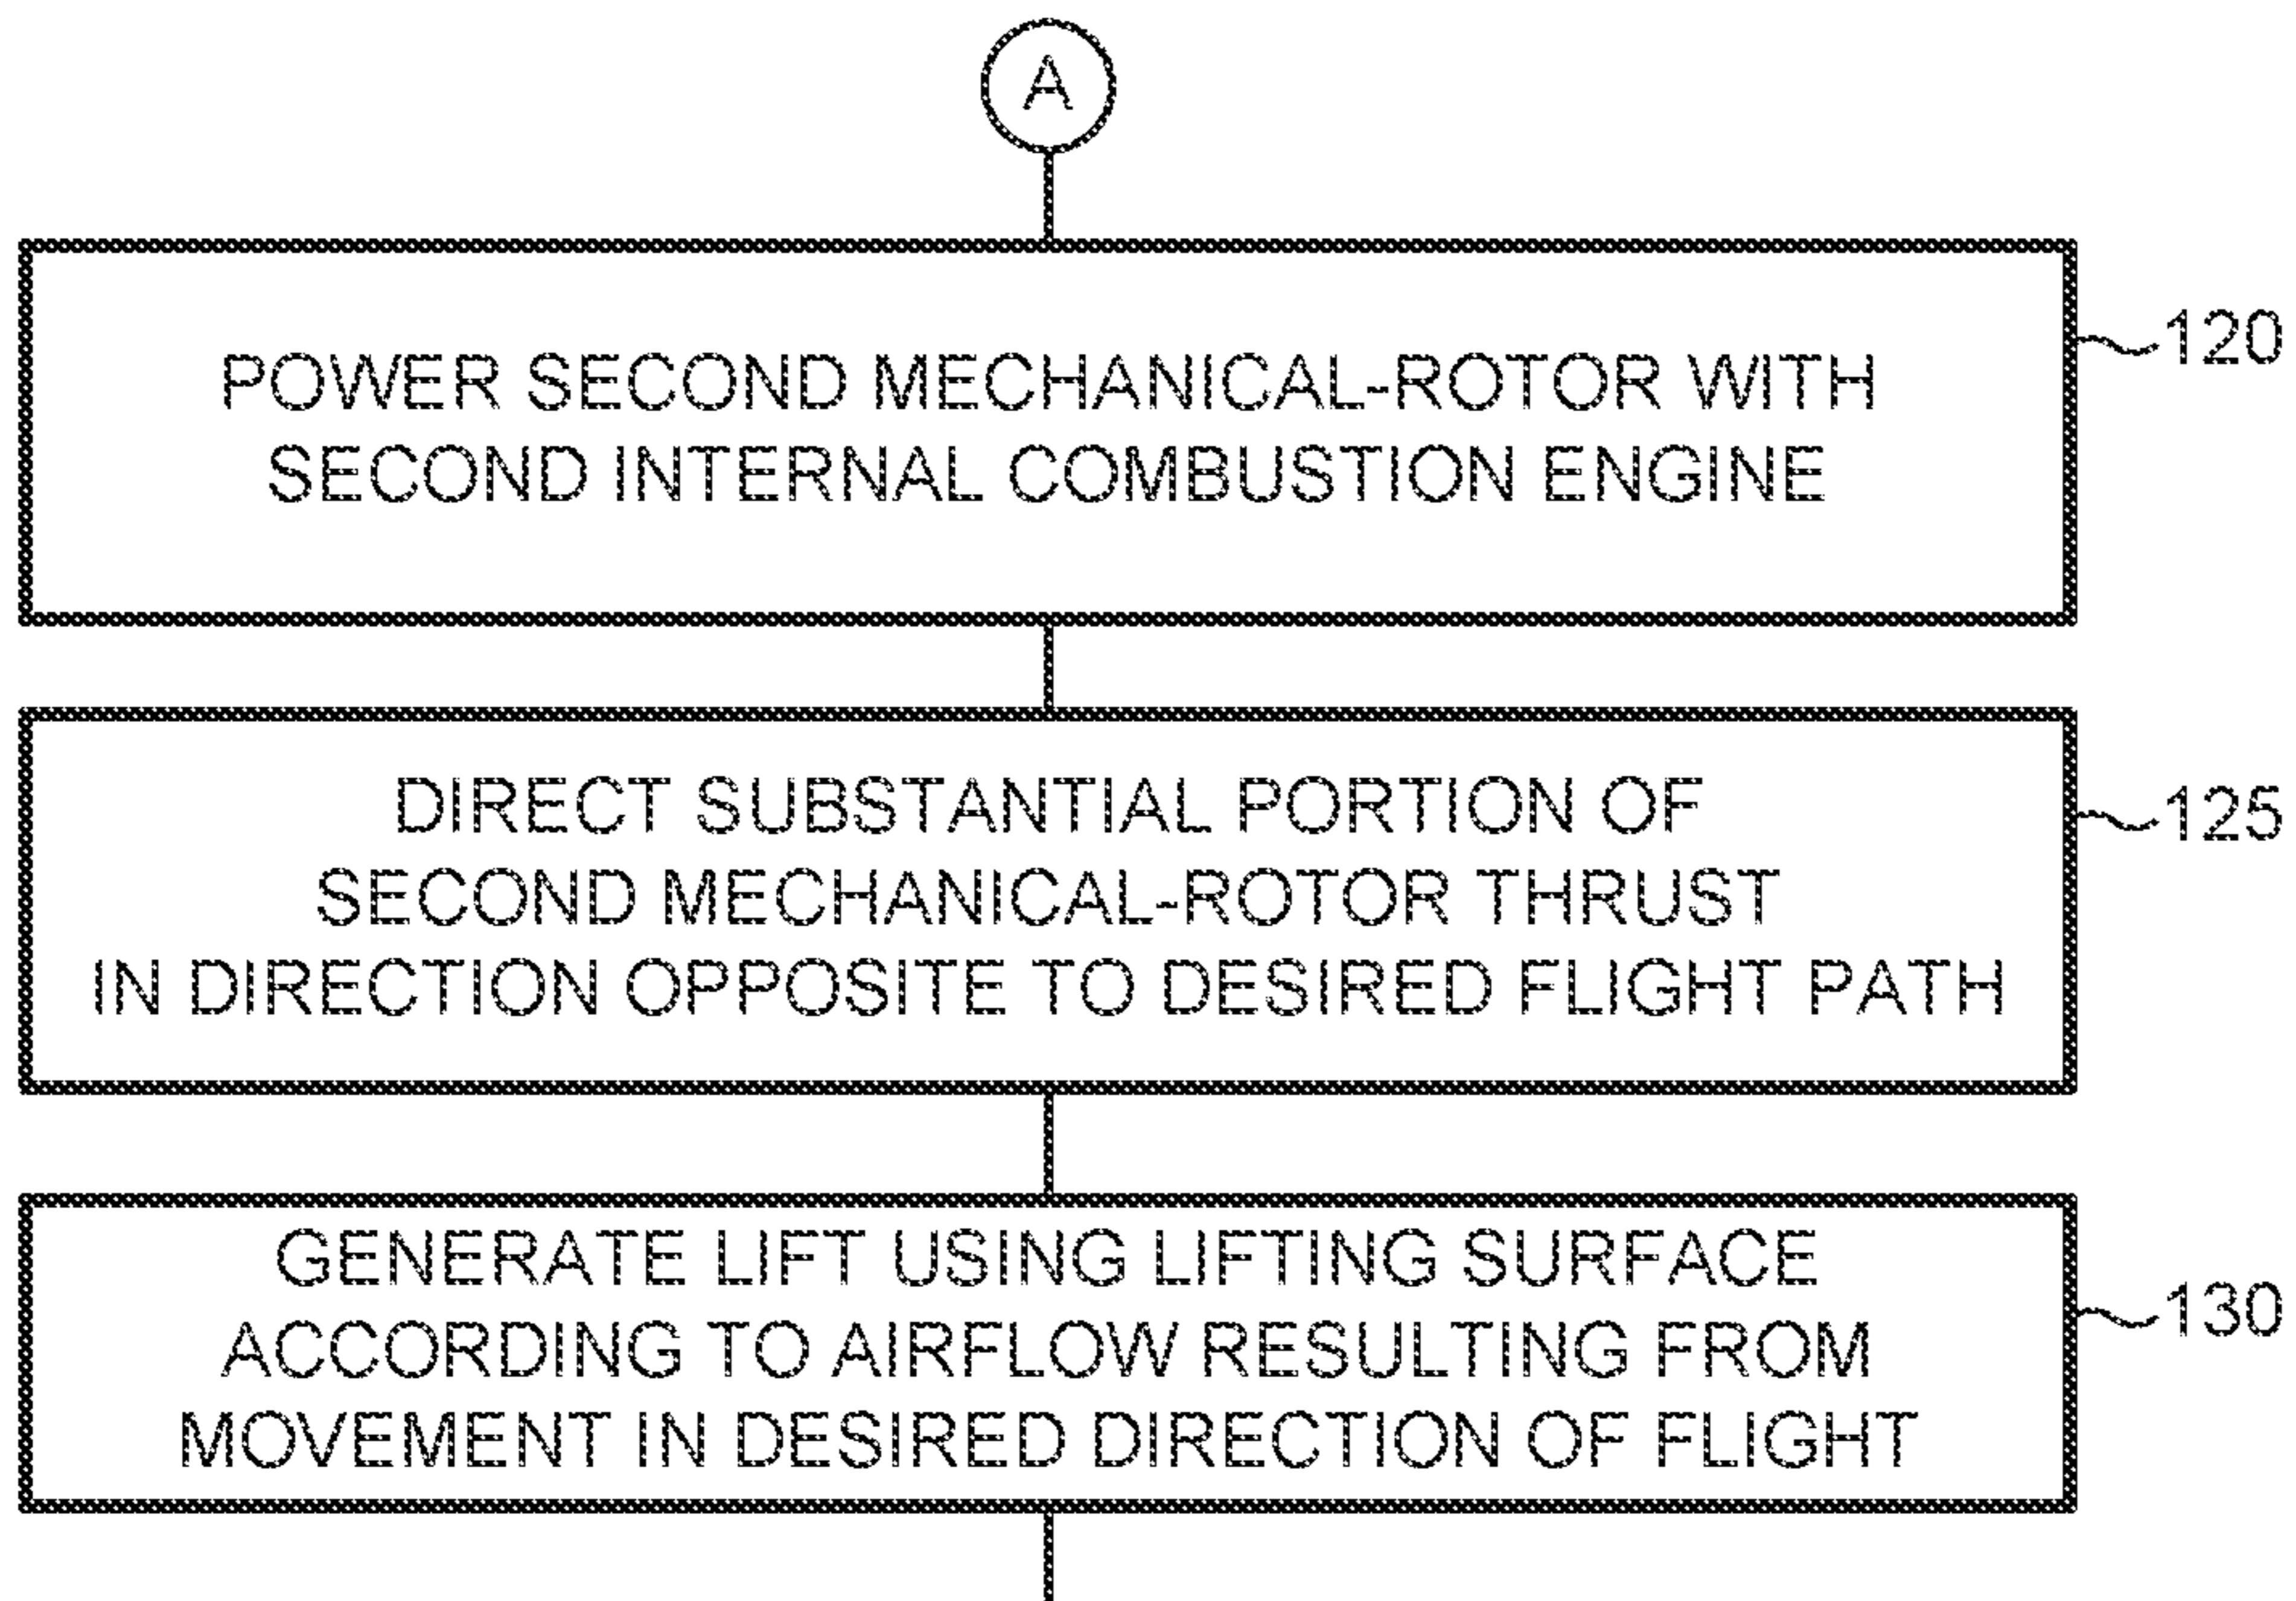 A
POWER SECOND MECHANICAL-ROTOR WITH
SECOND INTERNAL COMBUSTION ENGINE
120
DIRECT SUBSTANTIAL PORTION OF
SECOND MECHANICAL-ROTOR THRUST
IN DIRECTION OPPOSITE TO DESIRED FLIGHT PATH
125
GENERATE LIFT USING LIFTING SURFACE
ACCORDING TO AIRFLOW RESULTING FROM
MOVEMENT IN DESIRED DIRECTION OF FLIGHT
130